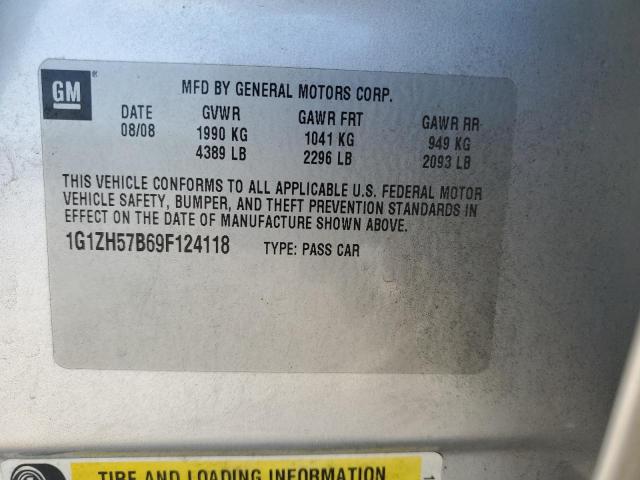 GM
MFD BY GENERAL MOTORS CORP.
DATE GVWR GAWR FRT GAWR RR
08/08 1990 KG 1041 KG 949 KG
4389 LB 2296 LB 2093 LB
THIS VEHICLE CONFORMS TO ALL APPLICABLE U.S. FEDERAL MOTOR
VEHICLE SAFETY, BUMPER, AND THEFT PREVENTION STANDARDS IN
EFFECT ON THE DATE OF MANUFACTURE SHOWN ABOVE.
1G1ZH57B69F124118 TYPE: PASS CAR
TIRE AND LOADING INFORMATION